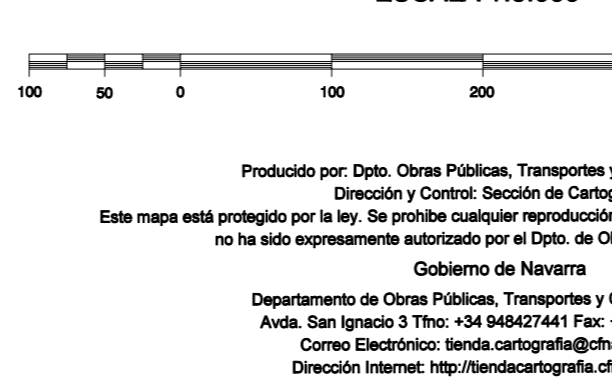 100 50 0 100 200
Producido por: Dpto. Obras Públicas, Transportes y
Dirección y Control: Sección de Cartog
Este mapa está protegido por la ley. Se prohibe cualquier reproducción
no ha sido expresamente autorizado por el Dpto. de O
Gobierno de Navarra
Departamento de Obras Públicas, Transportes y
Avda. San Ignacio 3 Tfno: +34 948427441 Fax:
Correo Electrónico: tienda.cartografia@cfn
Dirección Internet: http://tiendacartografia.cf